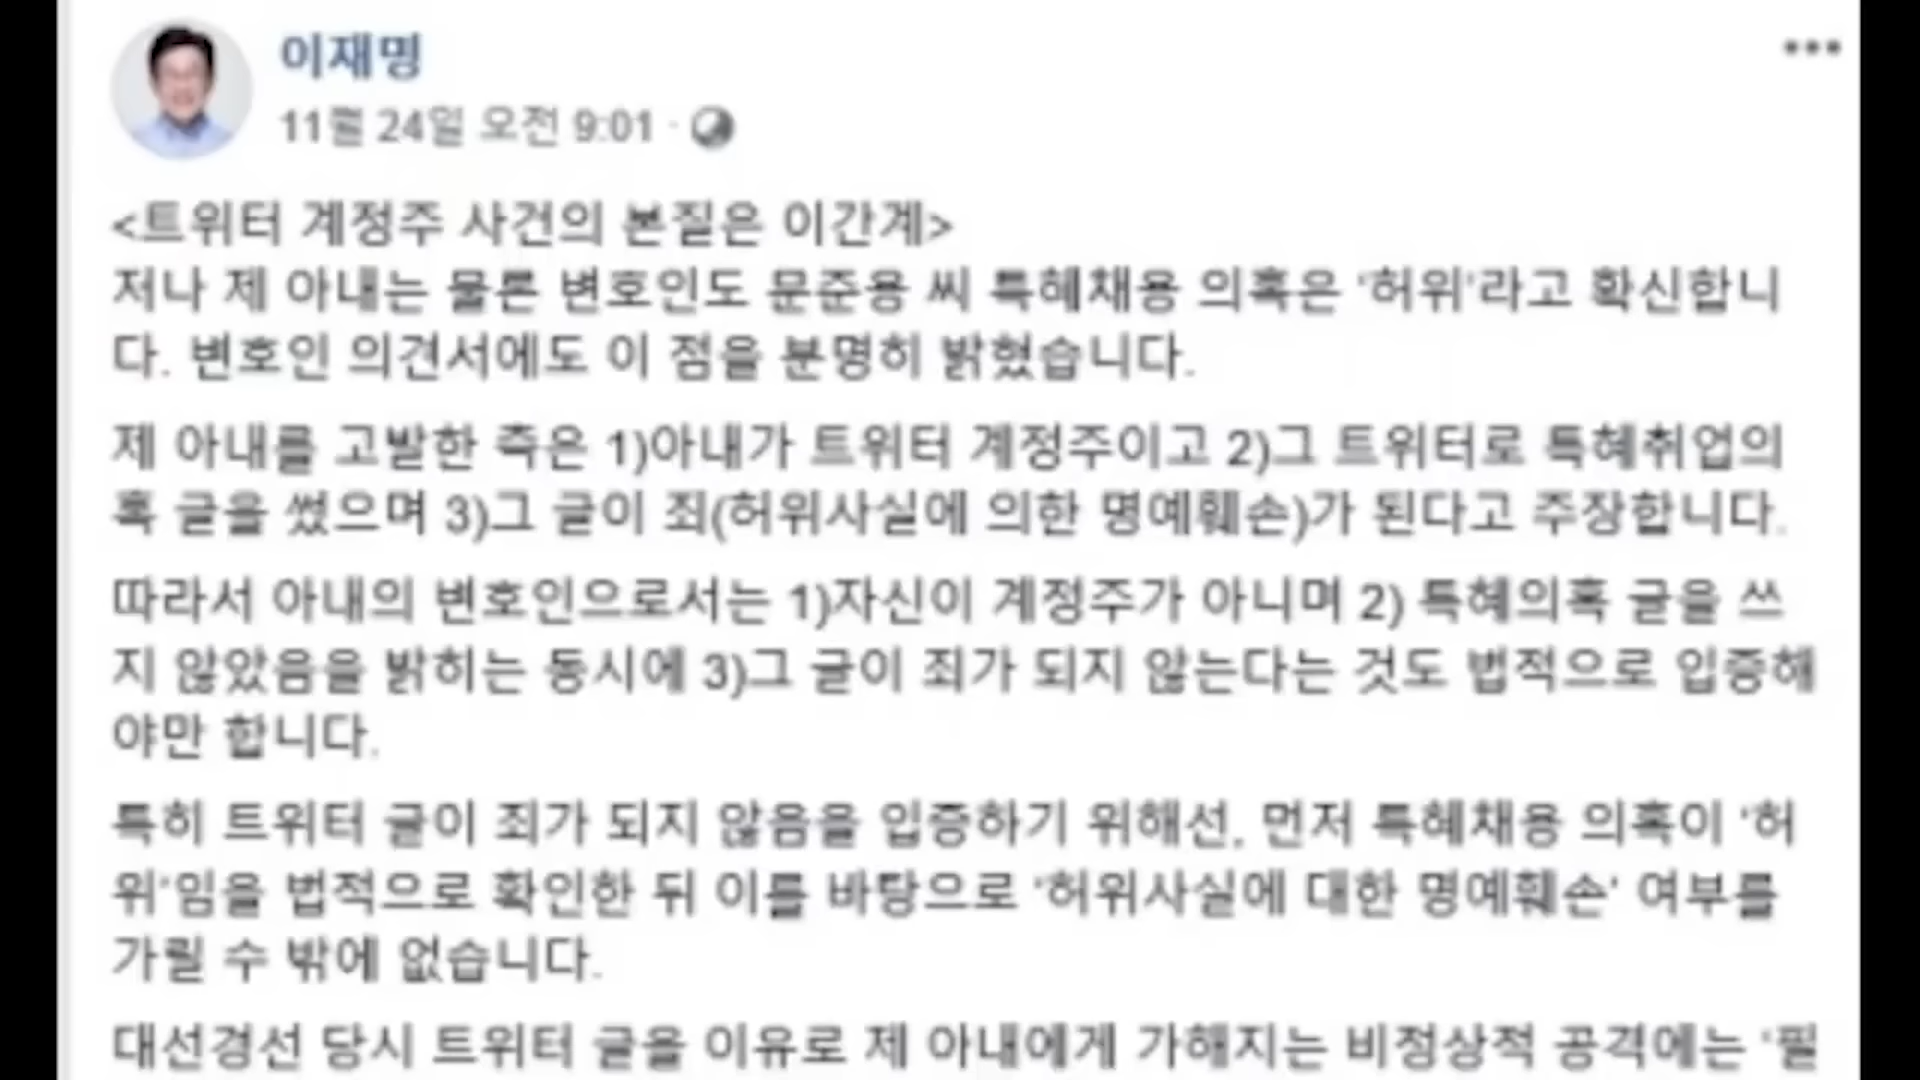 이재명
11월 24일 오전 9:01 ·
<트위터 계정주 사건의 본질은 이간계>
저나 제 아내는 물론 변호인도 문준용 씨 특혜채용 의혹은 '허위'라고 확신합니
다. 변호인 의견서에도 이 점을 분명히 밝혔습니다.
제 아내를 고발한 측은 1)아내가 트위터 계정주이고 2)그 트위터로 특혜취업의
혹 글을 썼으며 3)그 글이 죄(허위사실에 의한 명예훼손)가 된다고 주장합니다.
따라서 아내의 변호인으로서는 1)자신이 계정주가 아니며 2) 특혜의혹 글을 쓰
지 않았음을 밝히는 동시에 3)그 글이 죄가 되지 않는다는 것도 법적으로 입증해
야만 합니다.
특히 트위터 글이 죄가 되지 않음을 입증하기 위해선, 먼저 특혜채용 의혹이 '허
위'임을 법적으로 확인한 뒤 이를 바탕으로 '허위사실에 대한 명예훼손' 여부를
가릴 수 밖에 없습니다.
대선경선 당시 트위터 글을 이유로 제 아내에게 가해지는 비정상적 공격에는 '필